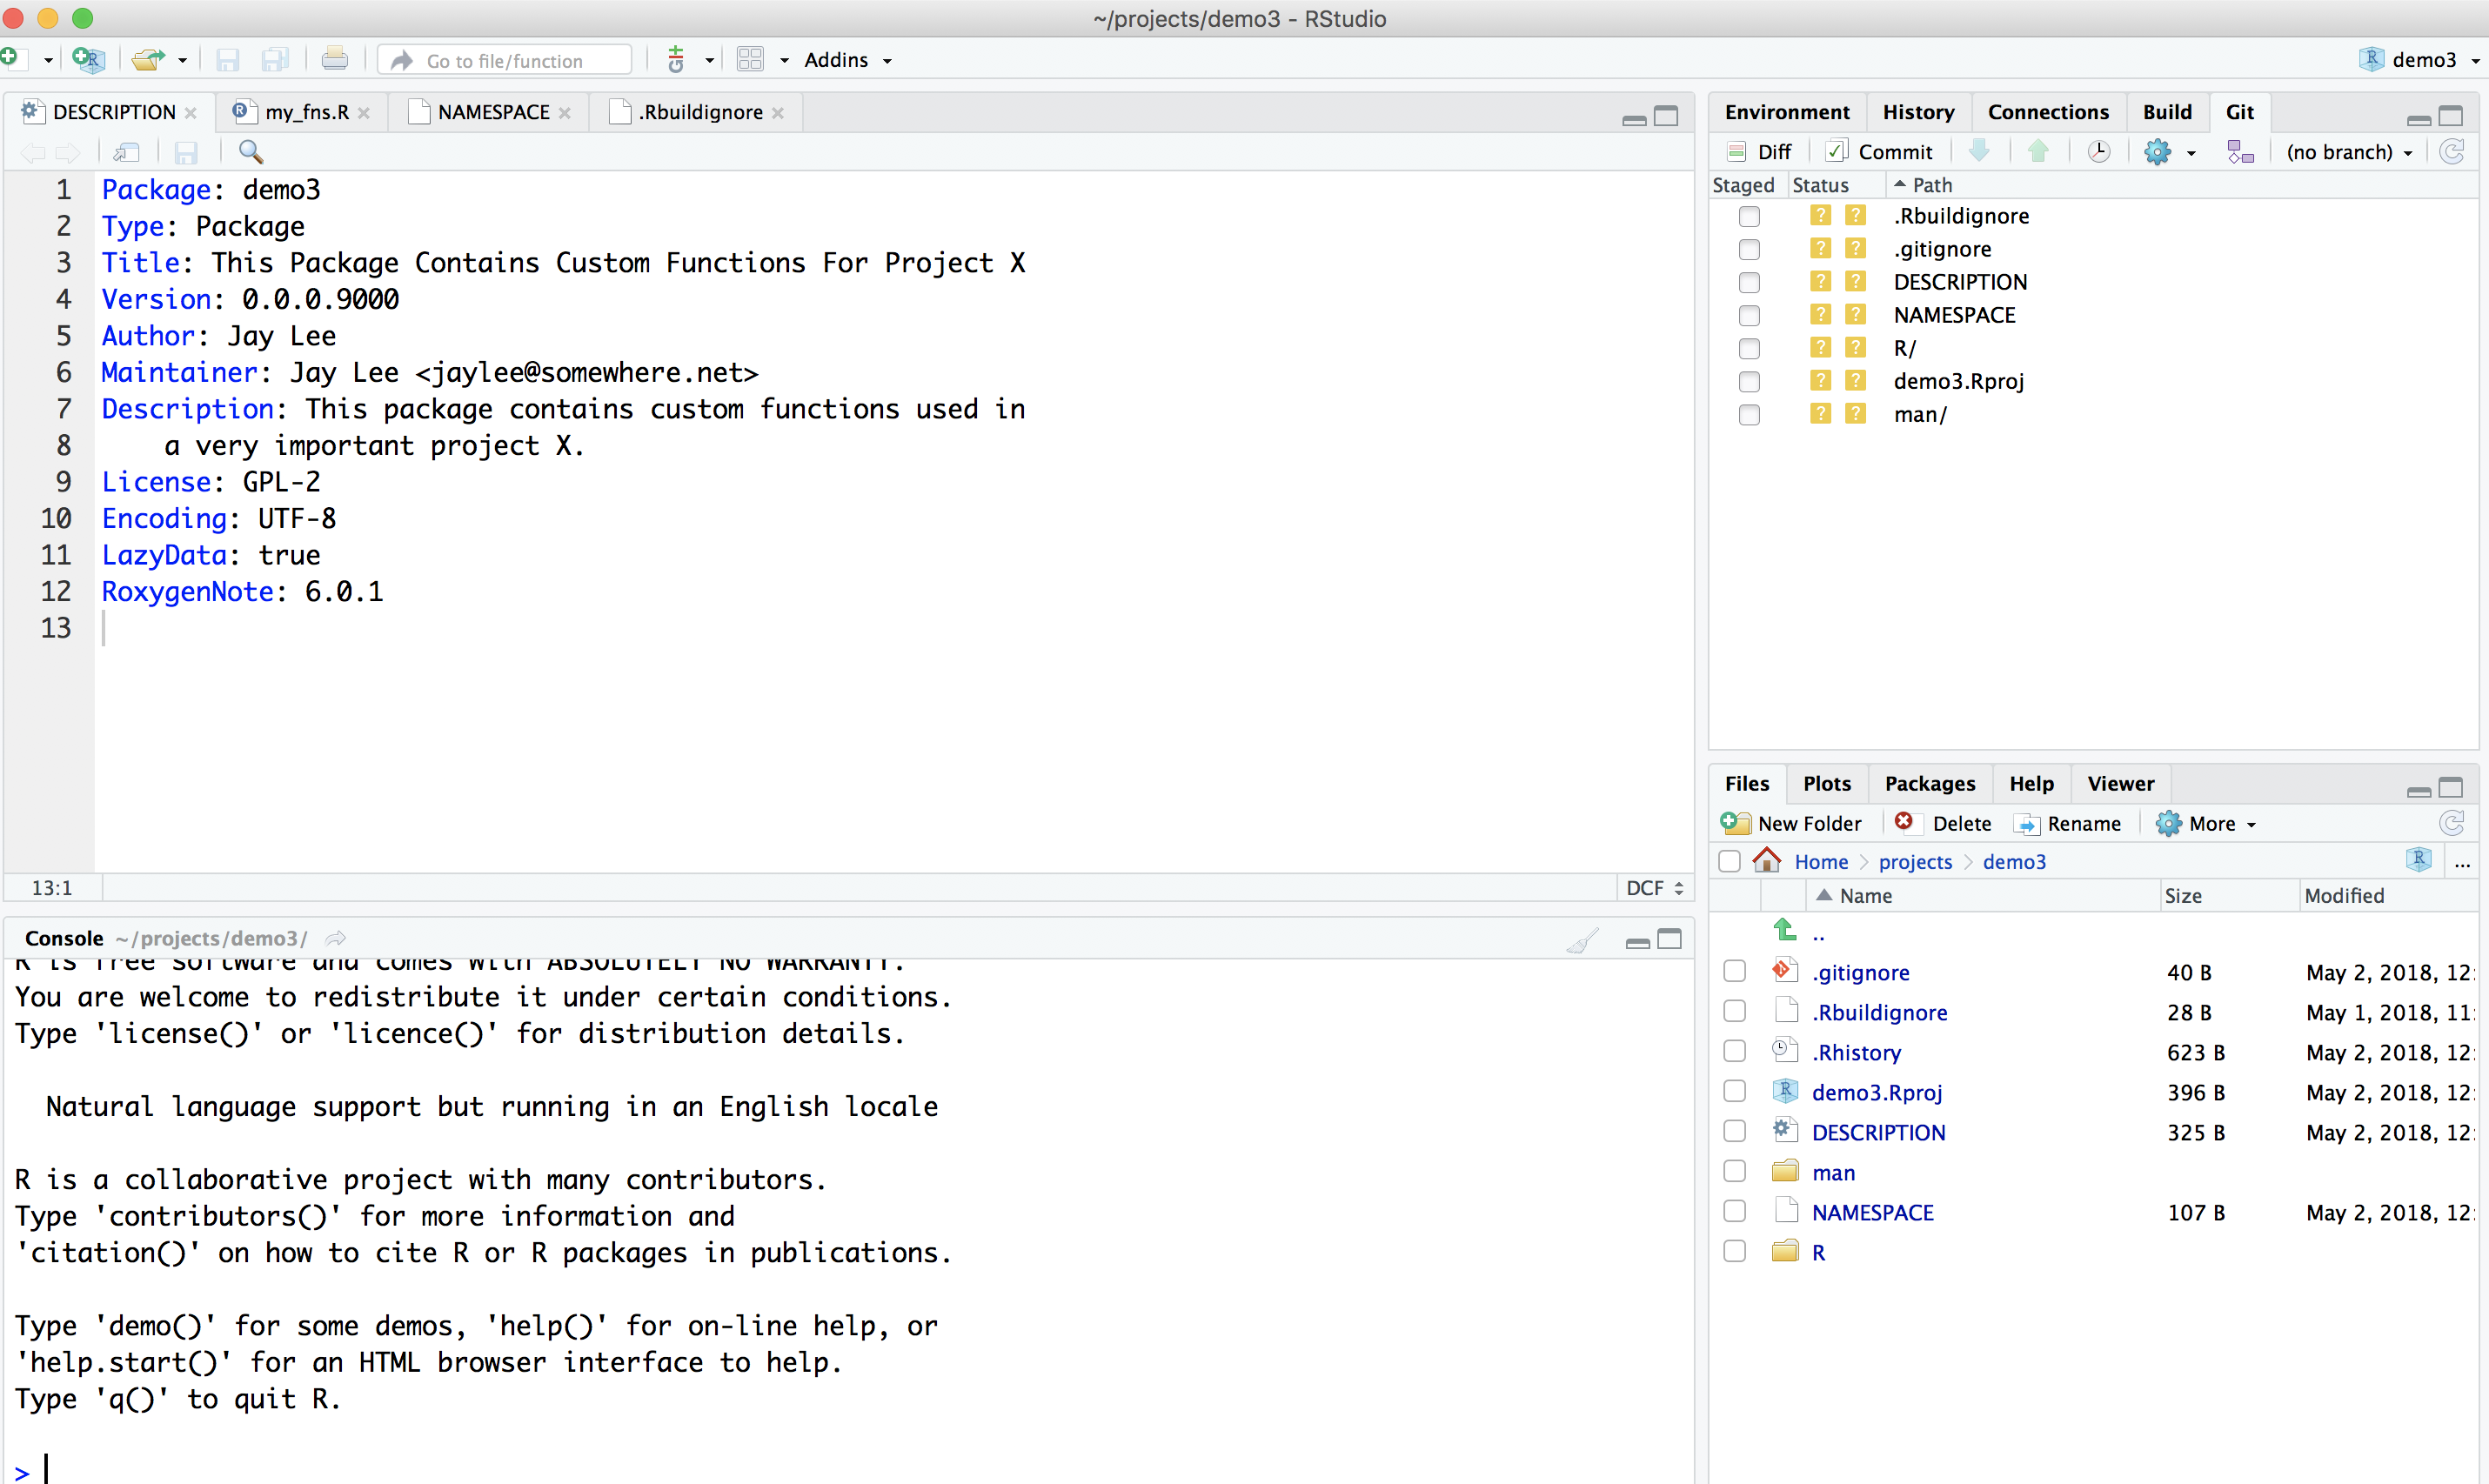 ~/projects/demo3 - RStudio
Go to file/function
Addins
demo3
DESCRIPTION
my_fns.R
NAMESPACE
.Rbuildignore
1 Package: demo3
2 Type: Package
3 Title: This Package Contains Custom Functions For Project X
4 Version: 0.0.0.9000
5 Author: Jay Lee
6 Maintainer: Jay Lee <jaylee@somewhere.net>
7 Description: This package contains custom functions used in
8 a very important project X.
9 License: GPL-2
10 Encoding: UTF-8
11 LazyData: true
12 RoxygenNote: 6.0.1
13
13:1
DCF
Console ~/projects/demo3/
R is free software and comes with ABSOLUTELY NO WARRANTY.
You are welcome to redistribute it under certain conditions.
Type 'license()' or 'licence()' for distribution details.
Natural language support but running in an English locale
R is a collaborative project with many contributors.
Type 'contributors()' for more information and
'citation()' on how to cite R or R packages in publications.
Type 'demo()' for some demos, 'help()' for on-line help, or
'help.start()' for an HTML browser interface to help.
Type 'q()' to quit R.
>
Environment History Connections Build Git
Diff Commit (no branch)
Staged Status Path
? ? .Rbuildignore
? ? .gitignore
? ? DESCRIPTION
? ? NAMESPACE
? ? R/
? ? demo3.Rproj
? ? man/
Files Plots Packages Help Viewer
New Folder Delete Rename More
Home projects demo3 ...
Name Size Modified
..
.gitignore 40 B May 2, 2018, 12:
.Rbuildignore 28 B May 1, 2018, 11:
.Rhistory 623 B May 2, 2018, 12:
demo3.Rproj 396 B May 2, 2018, 12:
DESCRIPTION 325 B May 2, 2018, 12:
man
NAMESPACE 107 B May 2, 2018, 12:
R